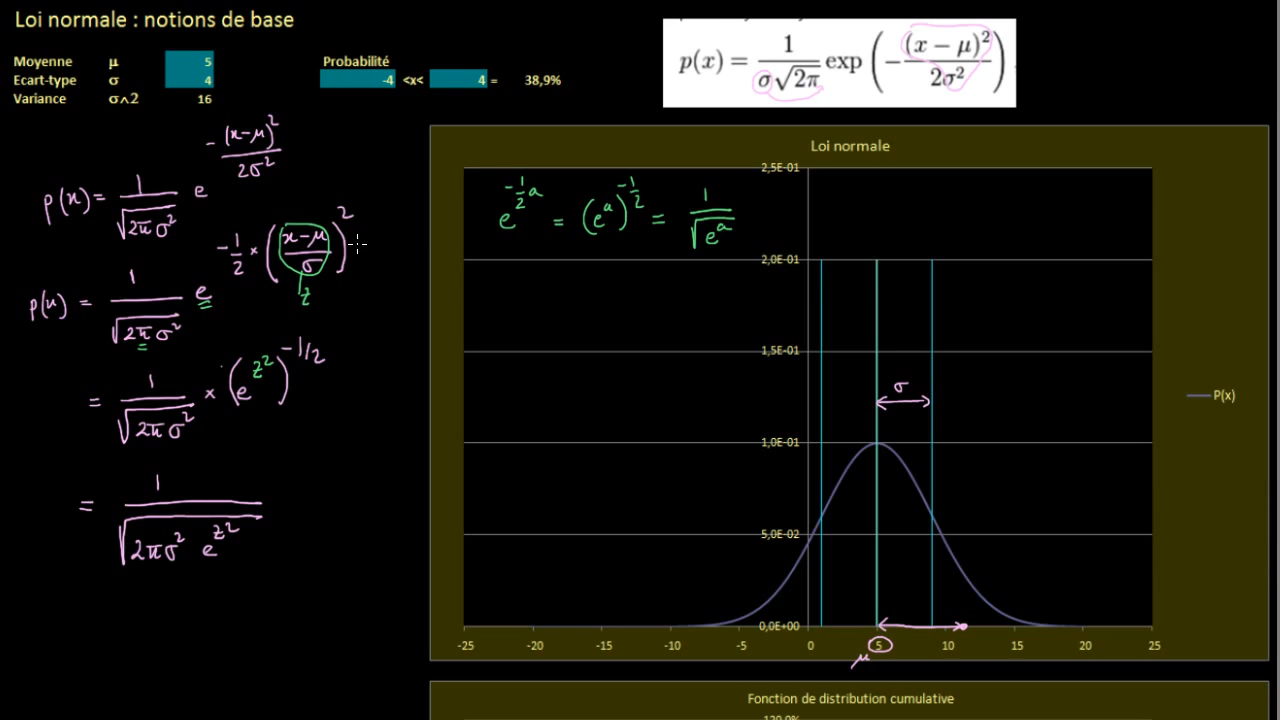 Loi normale : notions de base
Moyenne μ 5
Ecart-type σ 4
Variance σ^2 16
Probabilité
-4 <x< 4 = 38,9%
p(x) = 1/(σ√2π) exp(−(x − μ)²/(2σ²))
p(x) = 1/√(2πσ²) e^(−(x−μ)²/(2σ²))
p(x) = 1/√(2πσ²) e^(−1/2 × ((x−μ)/σ)²)
z
= 1/√(2πσ²) × (e^(z²))^(−1/2)
= 1/√(2πσ² e^(z²))
Loi normale
2,5E-01
e^(−1/2 a) = (e^a)^(−1/2) = 1/√(e^a)
2,0E-01
1,5E-01
σ
P(x)
1,0E-01
5,0E-02
0,0E+00
-25 -20 -15 -10 -5 0 5 10 15 20 25
μ
Fonction de distribution cumulative
120,0%